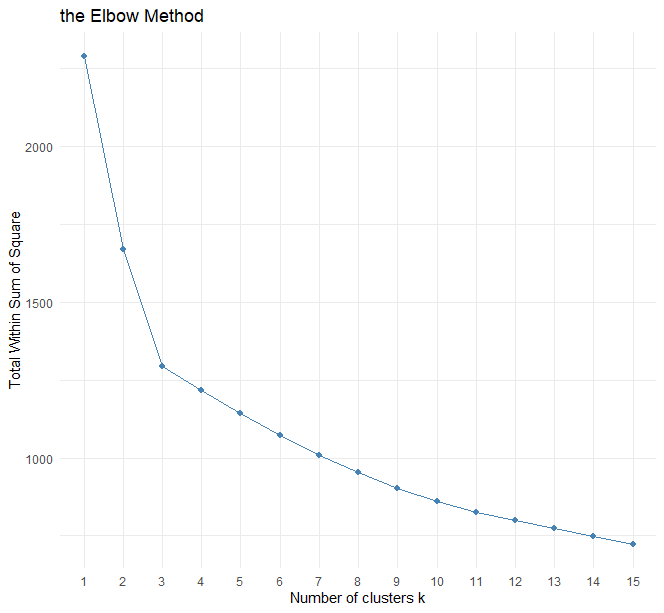 the Elbow Method
Total Within Sum of Square
2000
1500
1000
1 2 3 4 5 6 7 8 9 10 11 12 13 14 15
Number of clusters k